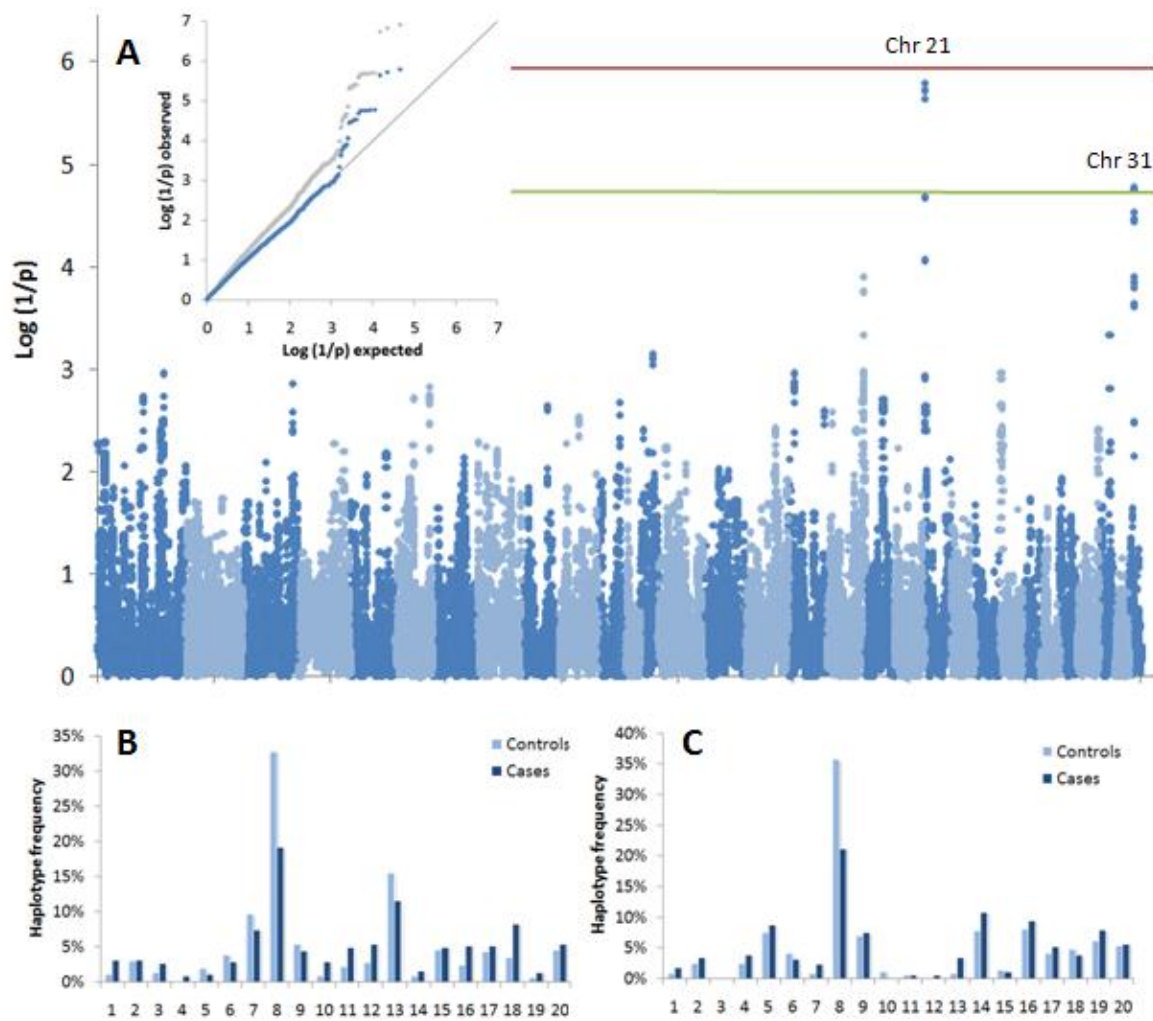 A
Chr 21
Chr 31
Log (1/p)
6
5
4
3
2
1
0
Log (1/p) observed
7
6
5
4
3
2
1
0
0 1 2 3 4 5 6 7
Log (1/p) expected
B
Controls
Cases
Haplotype frequency
35%
30%
25%
20%
15%
10%
5%
0%
1 2 3 4 5 6 7 8 9 10 11 12 13 14 15 16 17 18 19 20
C
Controls
Cases
Haplotype frequency
40%
35%
30%
25%
20%
15%
10%
5%
0%
1 2 3 4 5 6 7 8 9 10 11 12 13 14 15 16 17 18 19 20